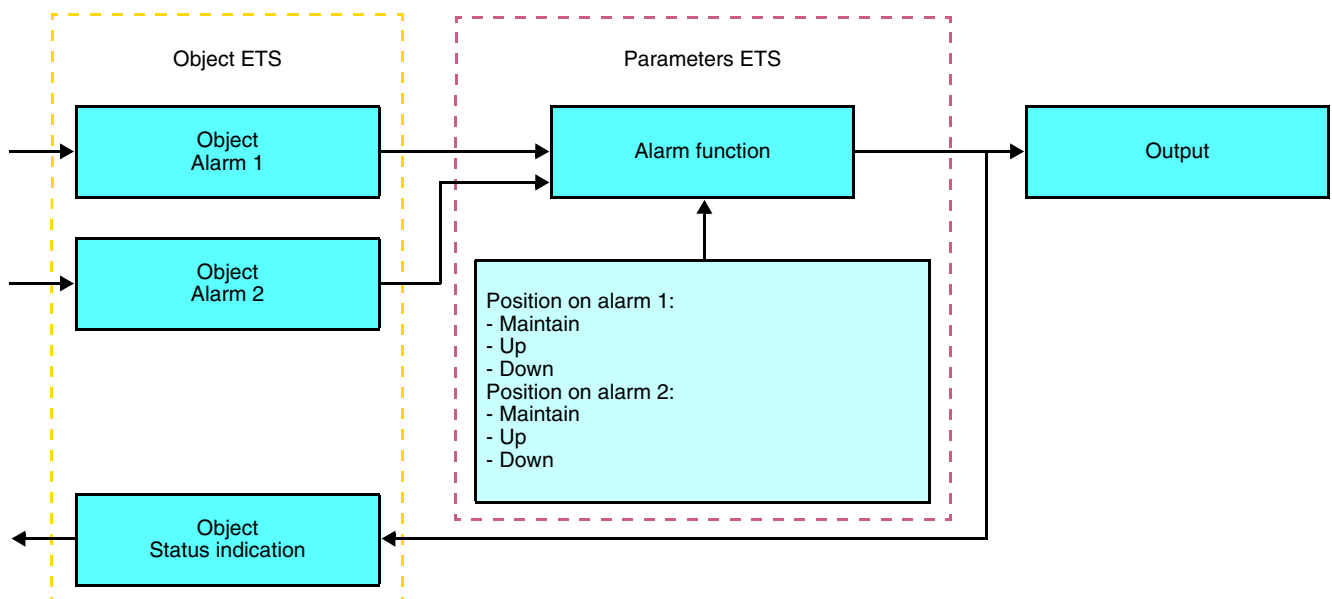 Object ETS
Parameters ETS
Object
Alarm 1
Alarm function
Output
Object
Alarm 2
Position on alarm 1:
- Maintain
- Up
- Down
Position on alarm 2:
- Maintain
- Up
- Down
Object
Status indication